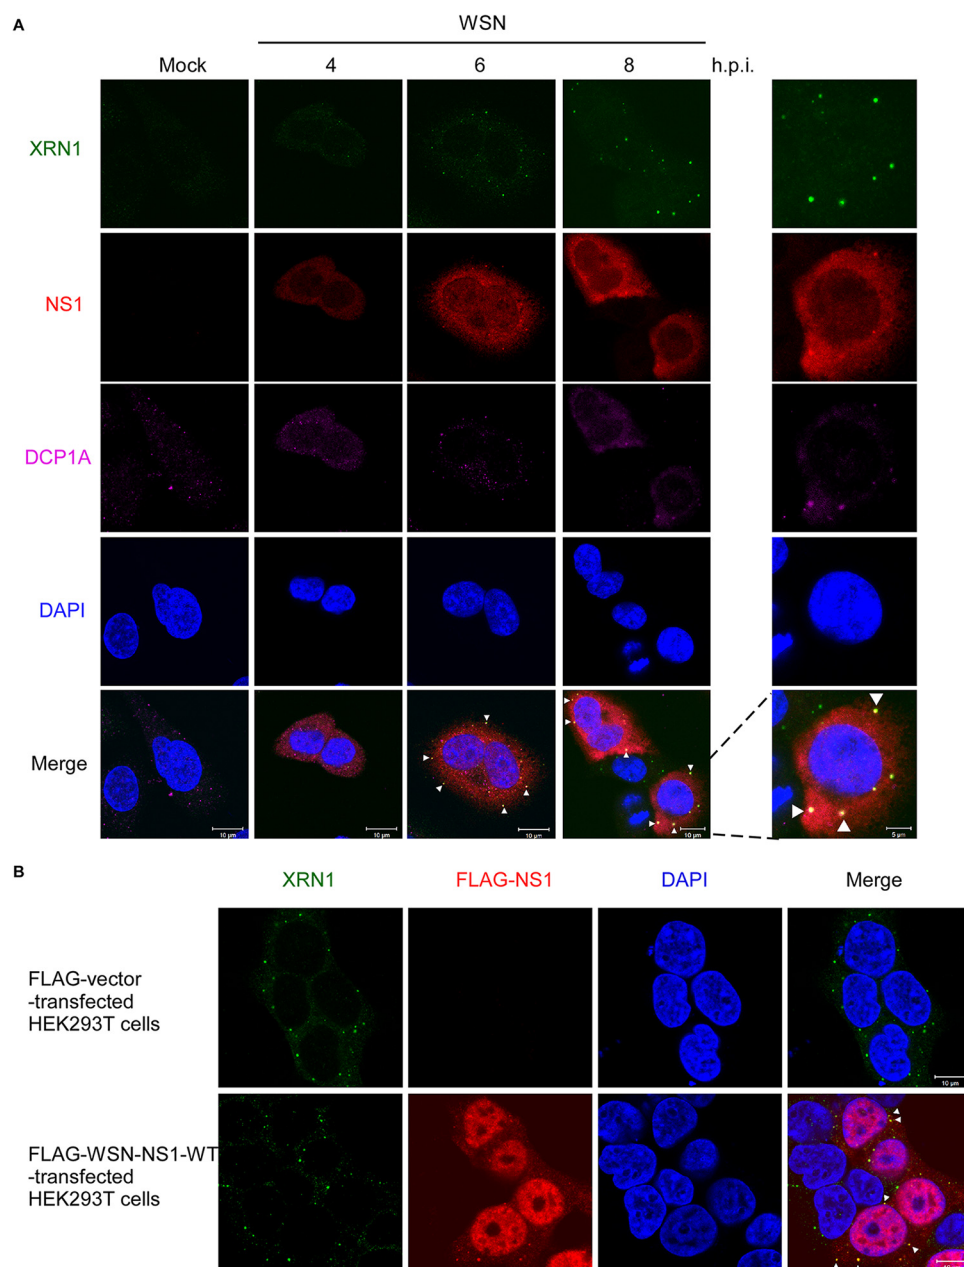 A
WSN
Mock 4 6 8 h.p.i.
XRN1
NS1
DCP1A
DAPI
Merge
10 μm 10 μm 10 μm 10 μm 5 μm
B
XRN1 FLAG-NS1 DAPI Merge
FLAG-vector
-transfected
HEK293T cells
10 μm
FLAG-WSN-NS1-WT
-transfected
HEK293T cells